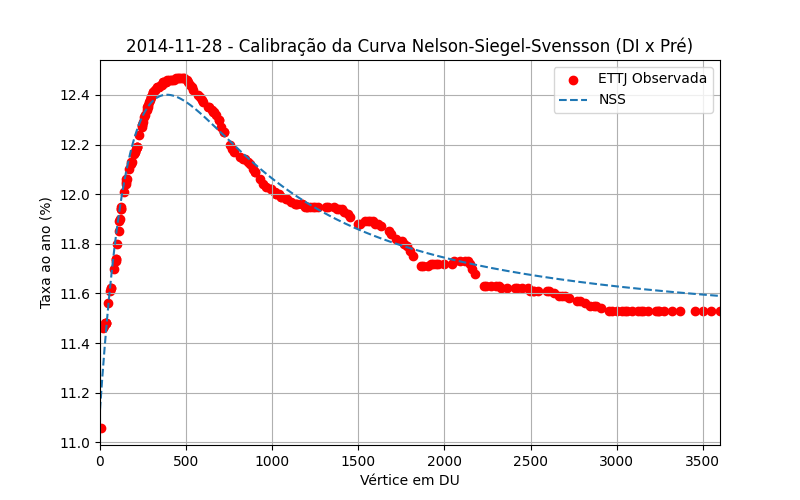 2014-11-28 - Calibração da Curva Nelson-Siegel-Svensson (DI x Pré)
ETTJ Observada
NSS
Taxa ao ano (%)
12.4
12.2
12.0
11.8
11.6
11.4
11.2
11.0
0 500 1000 1500 2000 2500 3000 3500
Vértice em DU